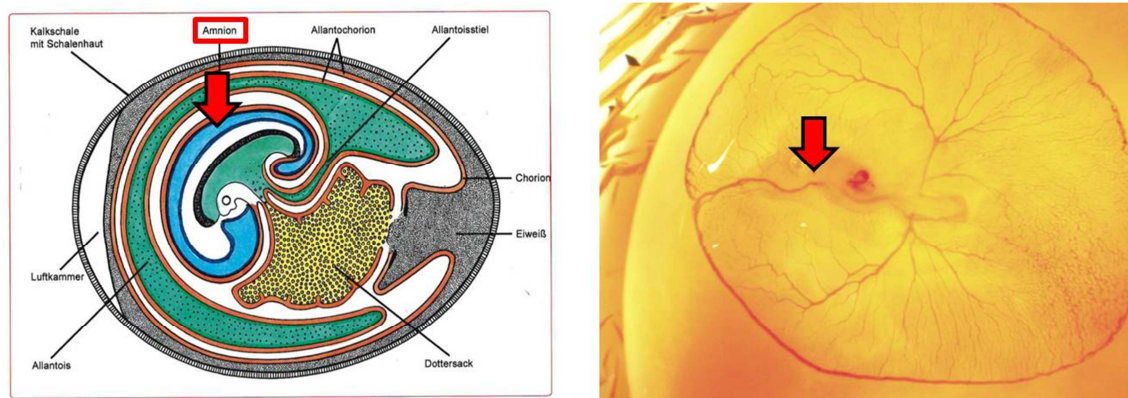 Kalkschale
mit Schalenhaut
Amnion
Allantochorion
Allantoisstiel
Chorion
Eiweiß
Luftkammer
Allantois
Dottersack